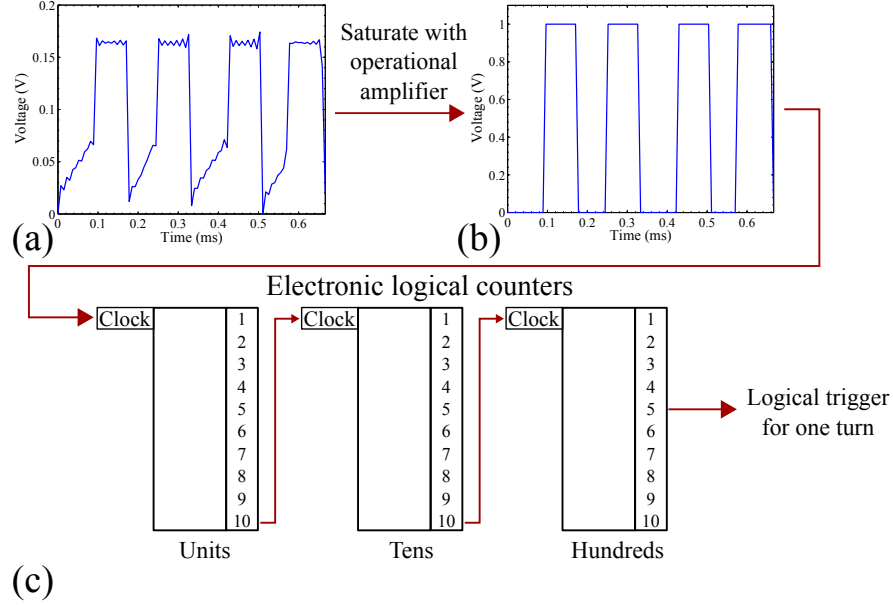 0.2
0.15
0.1
0.05
0
Voltage (V)
0 0.1 0.2 0.3 0.4 0.5 0.6
Time (ms)
(a)
Saturate with
operational
amplifier
1
0.8
0.6
0.4
0.2
0
Voltage (V)
0 0.1 0.2 0.3 0.4 0.5 0.6
Time (ms)
(b)
Electronic logical counters
Clock
1
2
3
4
5
6
7
8
9
10
Units
Clock
1
2
3
4
5
6
7
8
9
10
Tens
Clock
1
2
3
4
5
6
7
8
9
10
Hundreds
Logical trigger
for one turn
(c)